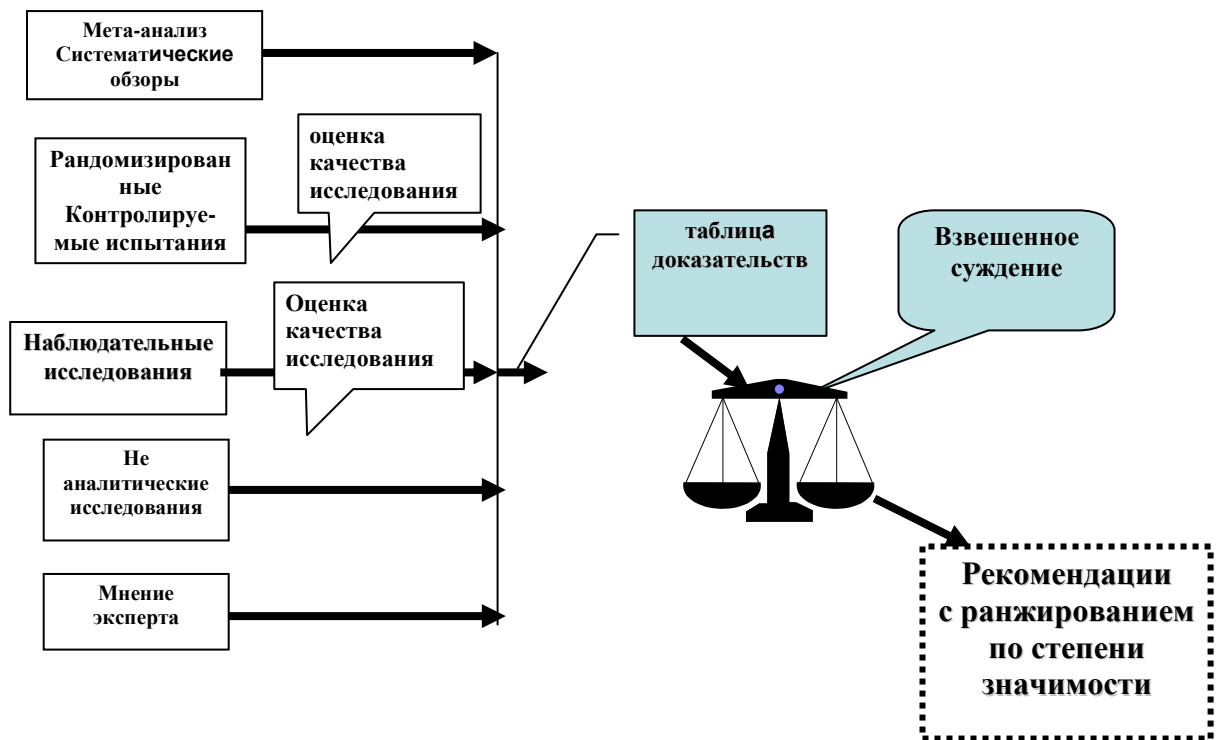 Мета-анализ
Систематические
обзоры
Рандомизирован
ные
Контролируе-
мые испытания
оценка
качества
исследования
Наблюдательные
исследования
Оценка
качества
исследования
Не
аналитические
исследования
Мнение
эксперта
таблица
доказательств
Взвешенное
суждение
Рекомендации
с ранжированием
по степени
значимости